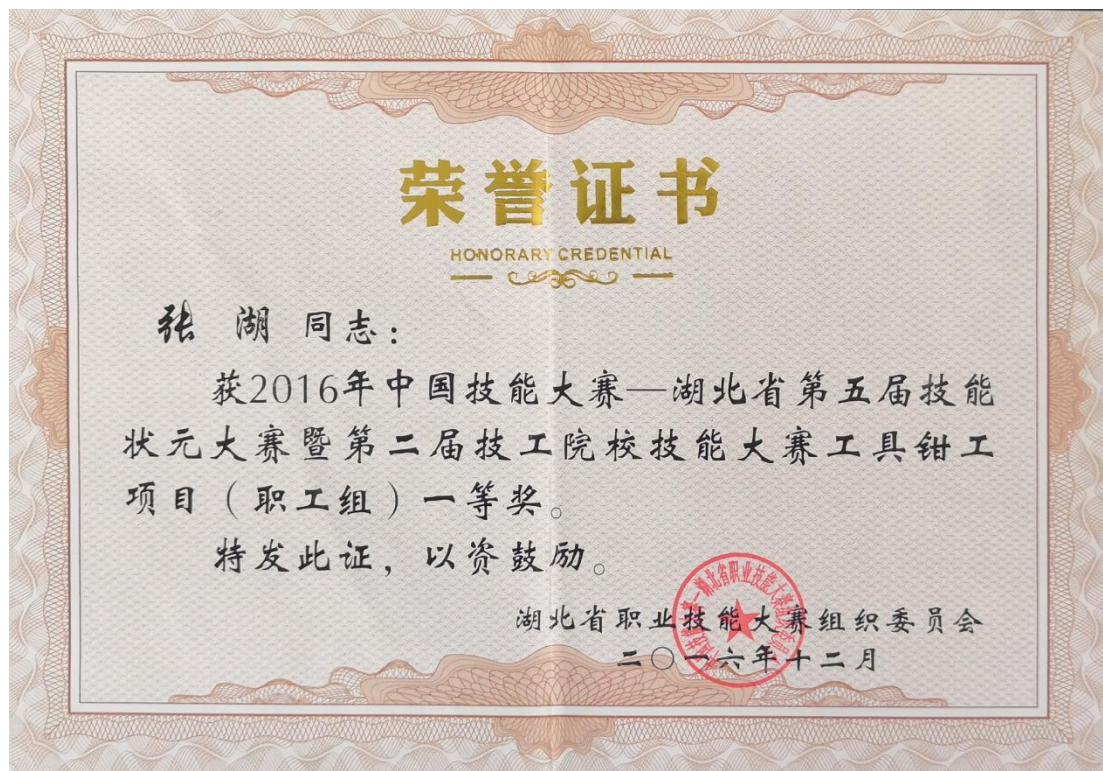 荣誉证书
HONORARY CREDENTIAL
张 湖 同志：
获2016年中国技能大赛—湖北省第五届技能
状元大赛暨第二届技工院校技能大赛工具钳工
项目（职工组）一等奖。
特发此证，以资鼓励。
湖北省职业技能大赛组织委员会
二〇一六年十二月